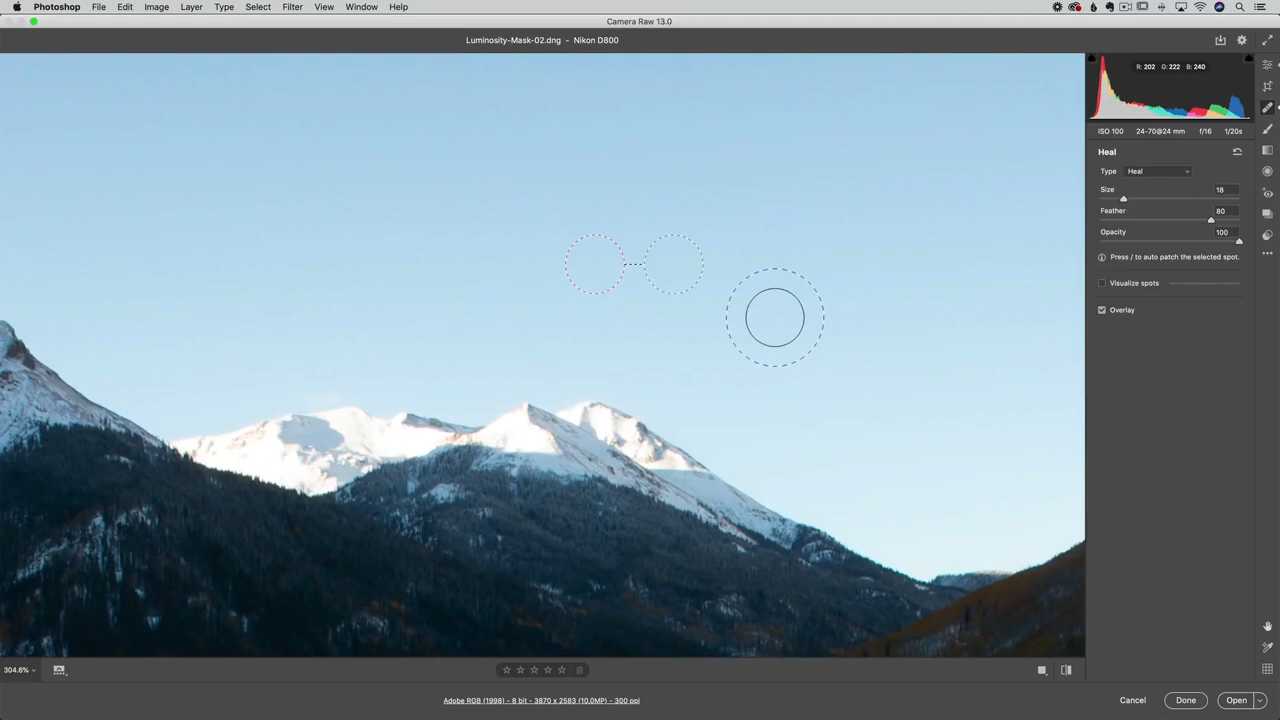 Photoshop File Edit Image Layer Type Select Filter View Window Help
Camera Raw 13.0
Luminosity-Mask-02.dng - Nikon D800
R: 202 G: 222 B: 240
ISO 100 24-70@24 mm f/16 1/20s
Heal
Type Heal
Size 18
Feather 80
Opacity 100
Press / to auto patch the selected spot.
Visualize spots
Overlay
304.6%
Adobe RGB (1998) - 8 bit - 3870 x 2583 (10.0MP) - 300 ppi
Cancel Done Open